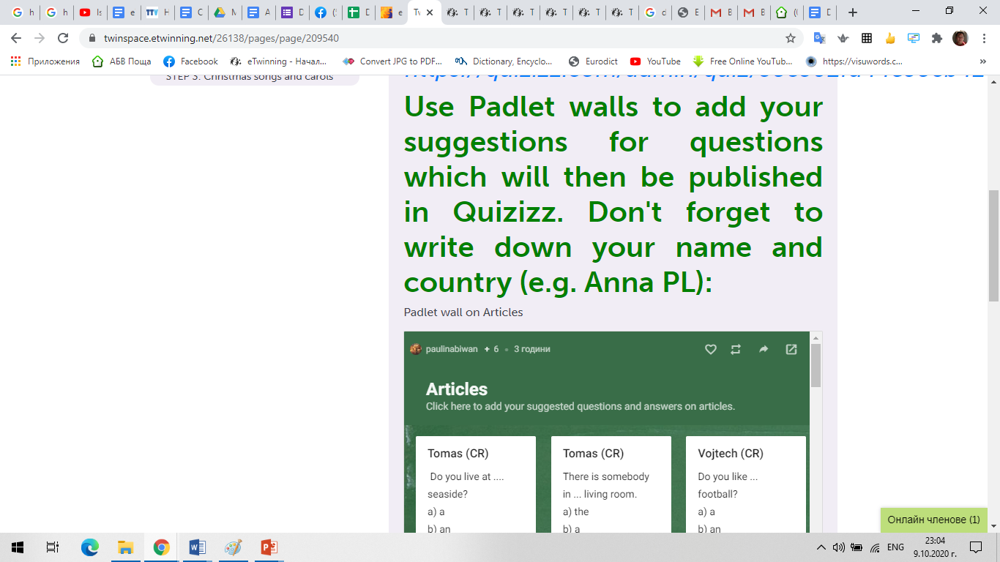 h
h
Is
e
H
C
M
A
D
(
D
e
Tw
T
T
T
T
T
T
d
E
B
B
(
D
twinspace.etwinning.net/26138/pages/page/209540
Приложения
АБВ Поща
Facebook
eTwinning - Начал...
Convert JPG to PDF...
Dictionary, Encyclo...
Eurodict
YouTube
Free Online YouTub...
https://visuwords.c...
»
STEP 3: Christmas songs and carols
Use Padlet walls to add your
suggestions for questions
which will then be published
in Quizizz. Don't forget to
write down your name and
country (e.g. Anna PL):
Padlet wall on Articles
paulinabiwan + 6 • 3 години
Articles
Click here to add your suggested questions and answers on articles.
Tomas (CR)
Do you live at ....
seaside?
a) a
b) an
Tomas (CR)
There is somebody
in ... living room.
a) the
b) a
Vojtech (CR)
Do you like ...
football?
a) a
b) an
Онлайн членове (1)
ENG
23:04
9.10.2020 г.